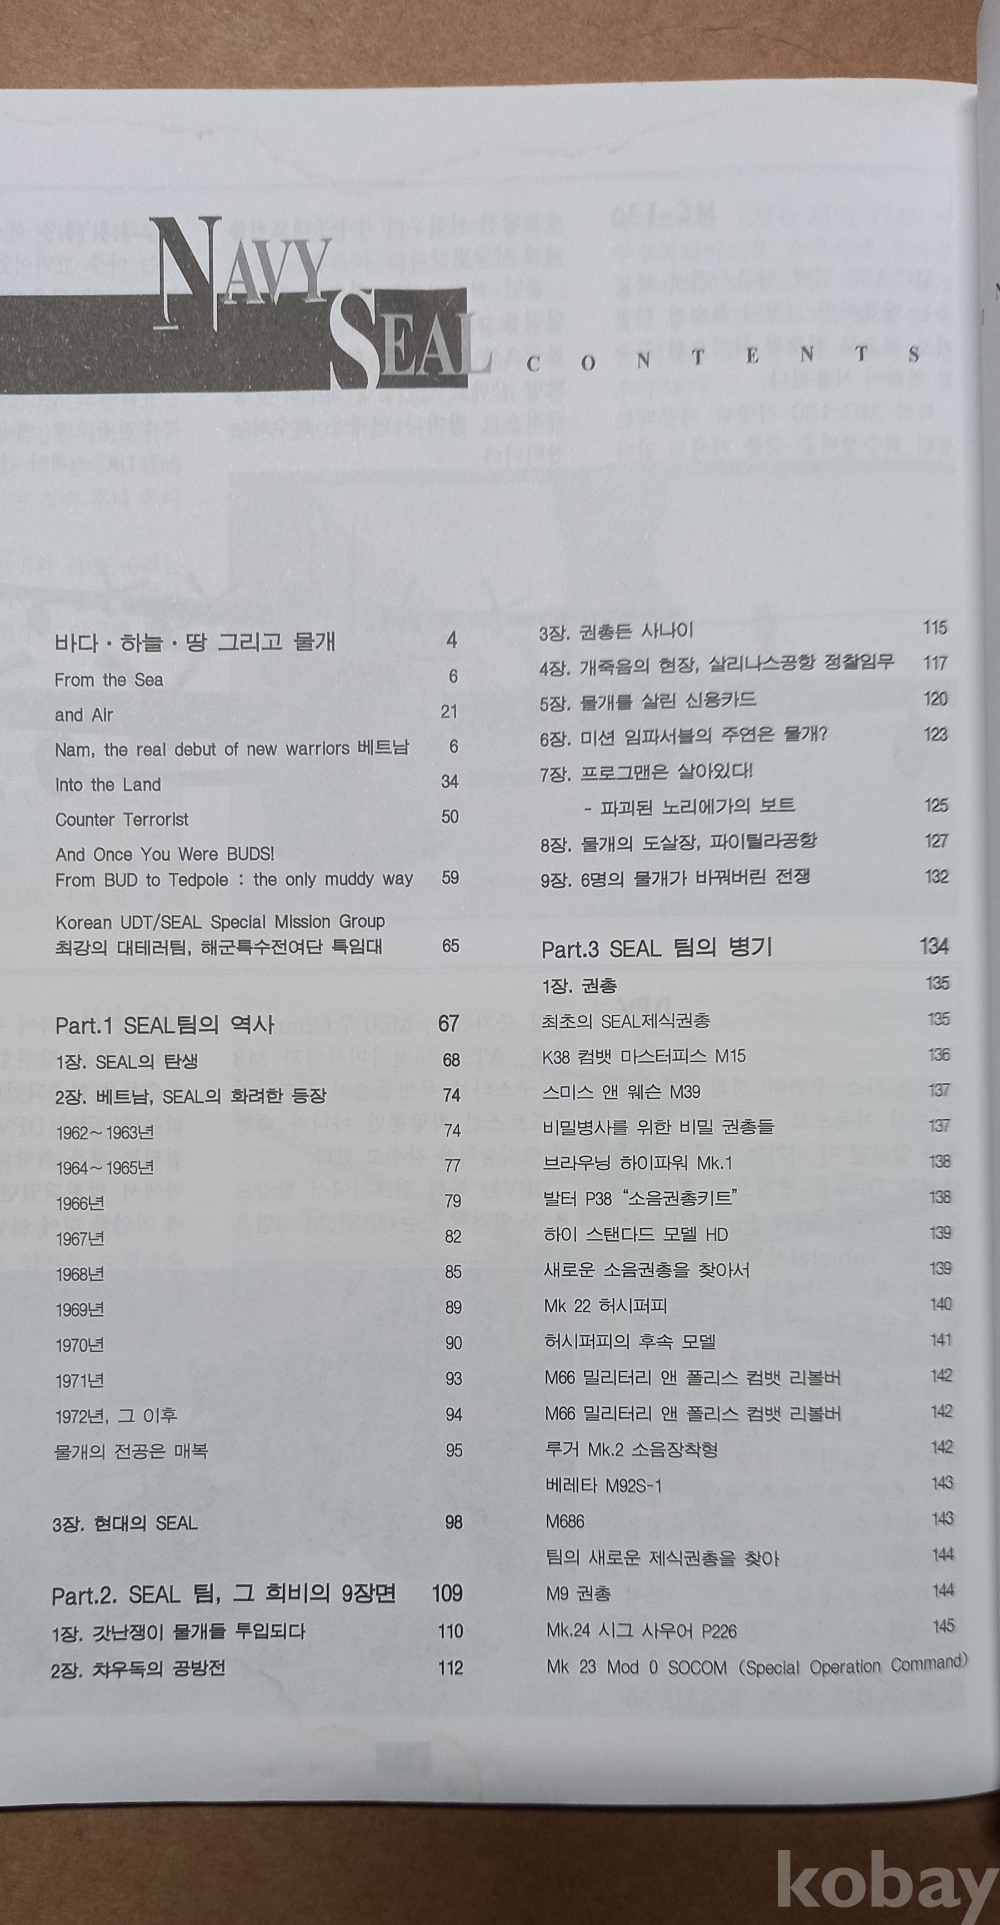 NAVY
SEAL
CONTENTS
바다·하늘·땅 그리고 물개 4
From the Sea 6
and Air 21
Nam, the real debut of new warriors 베트남 6
Into the Land 34
Counter Terrorist 50
And Once You Were BUDS!
From BUD to Tedpole : the only muddy way 59
Korean UDT/SEAL Special Mission Group
최강의 대테러팀, 해군특수전여단 특임대 65
Part.1 SEAL팀의 역사 67
1장. SEAL의 탄생 68
2장. 베트남, SEAL의 화려한 등장 74
1962~1963년 74
1964~1965년 77
1966년 79
1967년 82
1968년 85
1969년 89
1970년 90
1971년 93
1972년, 그 이후 94
물개의 전공은 매복 95
3장. 현대의 SEAL 98
Part.2. SEAL 팀, 그 희비의 9장면 109
1장. 갓난쟁이 물개들 투입되다 110
2장. 챠우독의 공방전 112
3장. 권총든 사나이 115
4장. 개죽음의 현장, 살리나스공항 정찰임무 117
5장. 물개를 살린 신용카드 120
6장. 미션 임파서블의 주연은 물개? 123
7장. 프로그맨은 살아있다!
- 파괴된 노리에가의 보트 125
8장. 물개의 도살장, 파이틸라공항 127
9장. 6명의 물개가 바꿔버린 전쟁 132
Part.3 SEAL 팀의 병기 134
1장. 권총 135
최초의 SEAL제식권총 135
K38 컴뱃 마스터피스 M15 136
스미스 앤 웨슨 M39 137
비밀병사를 위한 비밀 권총들 137
브라우닝 하이파워 Mk.1 138
발터 P38 “소음권총키트” 138
하이 스탠다드 모델 HD 139
새로운 소음권총을 찾아서 139
Mk 22 허시퍼피 140
허시퍼피의 후속 모델 141
M66 밀리터리 앤 폴리스 컴뱃 리볼버 142
M66 밀리터리 앤 폴리스 컴뱃 리볼버 142
루거 Mk.2 소음장착형 142
베레타 M92S-1 143
M686 143
팀의 새로운 제식권총을 찾아 144
M9 권총 144
Mk.24 시그 사우어 P226 145
Mk 23 Mod 0 SOCOM (Special Operation Command)
kobay